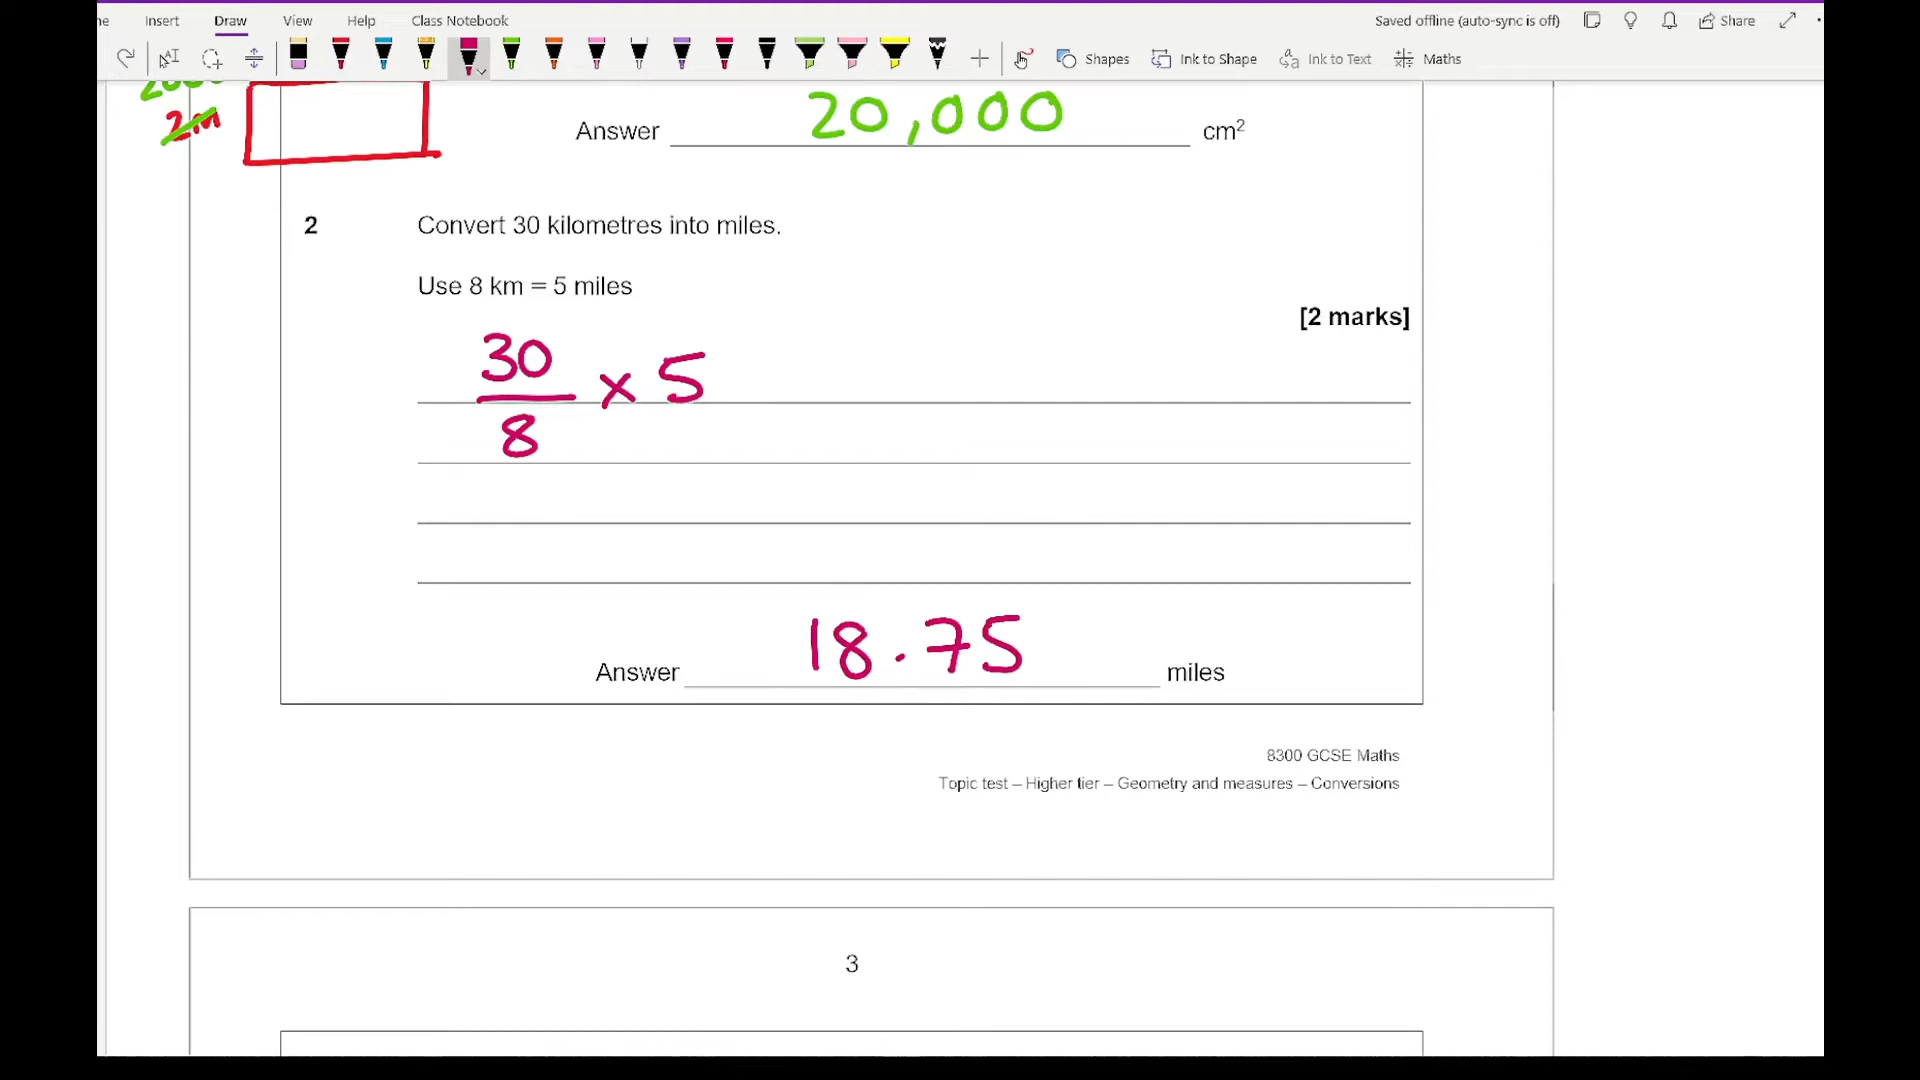 Insert Draw View Help Class Notebook Saved offline (auto-sync is off) Share
Shapes Ink to Shape Ink to Text Maths
2m
20,000
Answer cm²
2 Convert 30 kilometres into miles.
Use 8 km = 5 miles
[2 marks]
30/8 × 5
18.75
Answer miles
8300 GCSE Maths
Topic test – Higher tier – Geometry and measures – Conversions
3